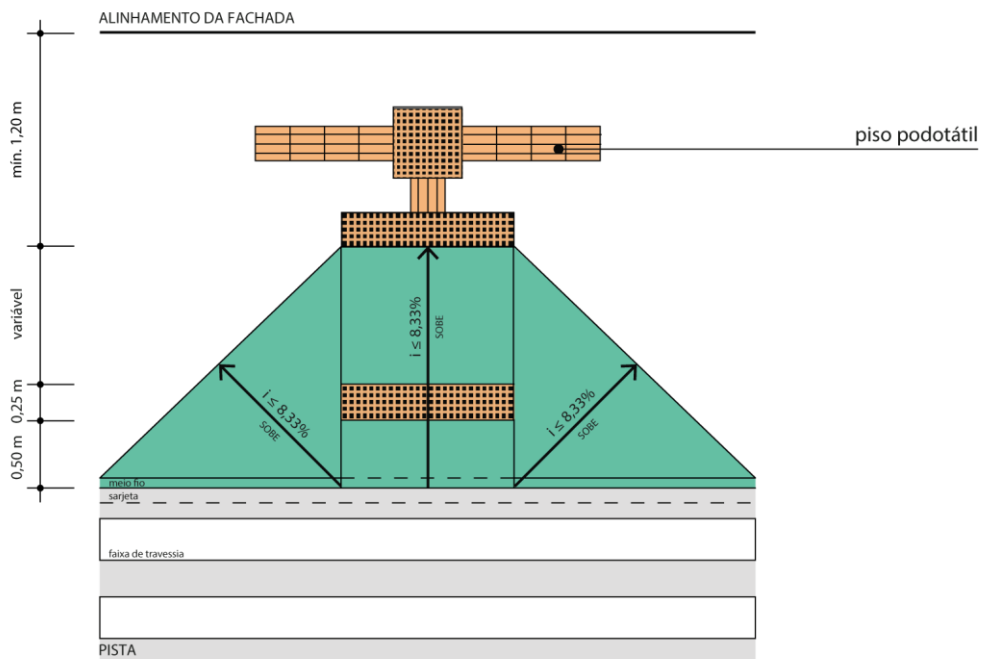 ALINHAMENTO DA FACHADA
mín. 1,20 m
piso podotátil
variável
i ≤ 8,33%
SOBE
0,25 m
i ≤ 8,33%
SOBE
i ≤ 8,33%
SOBE
0,50 m
meio fio
sarjeta
faixa de travessia
PISTA